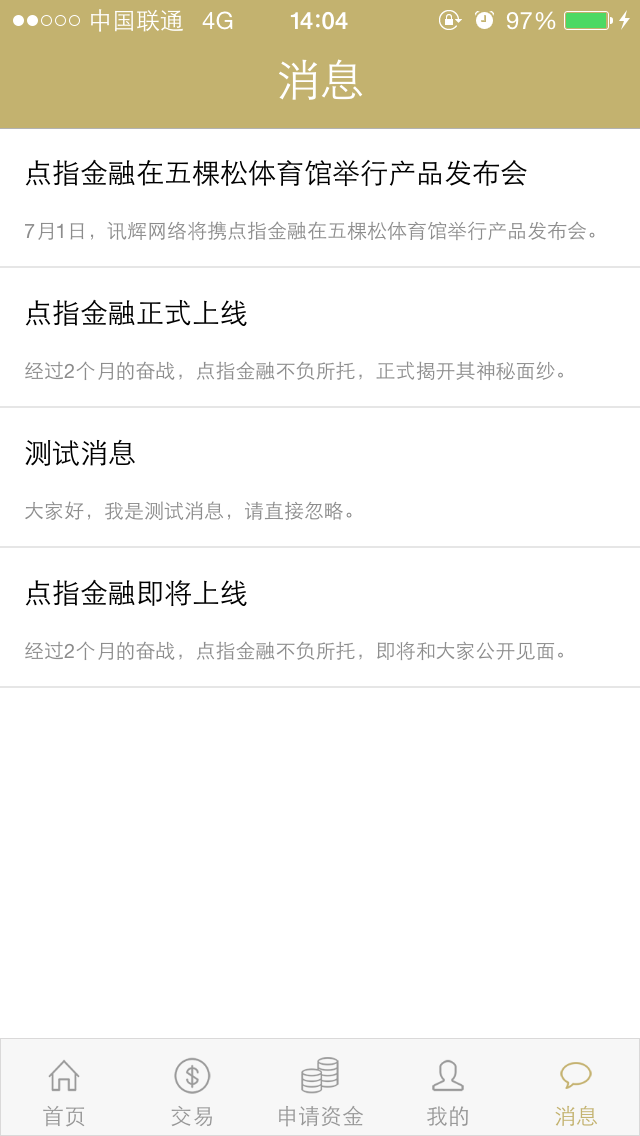 中国联通 4G 14:04 97%
消息
点指金融在五棵松体育馆举行产品发布会
7月1日，讯辉网络将携点指金融在五棵松体育馆举行产品发布会。
点指金融正式上线
经过2个月的奋战，点指金融不负所托，正式揭开其神秘面纱。
测试消息
大家好，我是测试消息，请直接忽略。
点指金融即将上线
经过2个月的奋战，点指金融不负所托，即将和大家公开见面。
首页 交易 申请资金 我的 消息